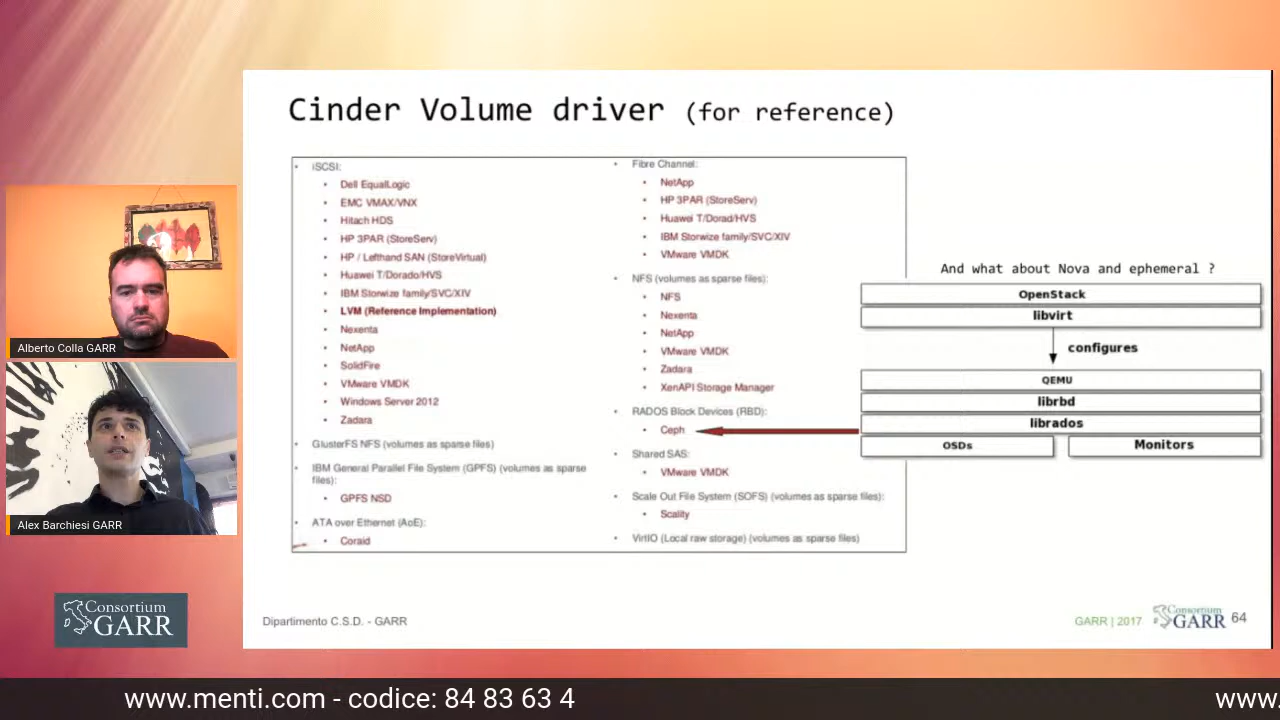 Cinder Volume driver (for reference)
iSCSI:
Dell EqualLogic
EMC VMAX/VNX
Hitach HDS
HP 3PAR (StoreServ)
HP / Lefthand SAN (StoreVirtual)
Huawei T/Dorado/HVS
IBM Storwize family/SVC/XIV
LVM (Reference Implementation)
Nexenta
NetApp
SolidFire
VMware VMDK
Windows Server 2012
Zadara
GlusterFS NFS (volumes as sparse files)
IBM General Parallel File System (GPFS) (volumes as sparse
files):
GPFS NSD
ATA over Ethernet (AoE):
Coraid
Fibre Channel:
NetApp
HP 3PAR (StoreServ)
Huawei T/Dorad/HVS
IBM Storwize family/SVC/XIV
VMware VMDK
NFS (volumes as sparse files):
NFS
Nexenta
NetApp
VMware VMDK
Zadara
XenAPI Storage Manager
RADOS Block Devices (RBD):
Ceph
Shared SAS:
VMware VMDK
Scale Out File System (SOFS) (volumes as sparse files):
Scality
VirtIO (Local raw storage) (volumes as sparse files)
And what about Nova and ephemeral ?
OpenStack
libvirt
configures
QEMU
librbd
librados
OSDs
Monitors
Alberto Colla GARR
Alex Barchiesi GARR
Consortium
GARR
Dipartimento C.S.D. - GARR
GARR | 2017
Consortium
GARR
64
www.menti.com - codice: 84 83 63 4
www.